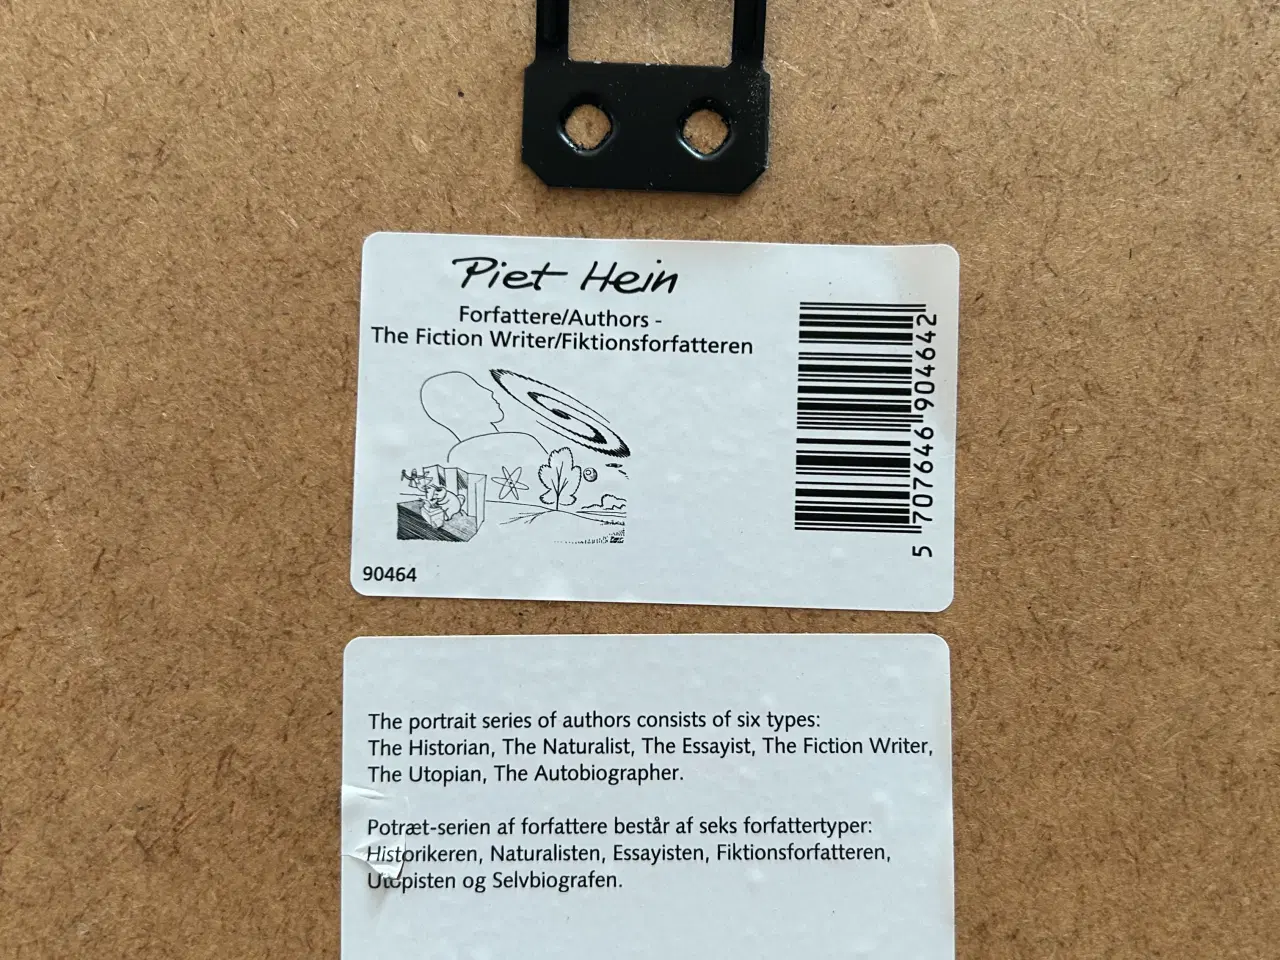 Piet Hein
Forfattere/Authors -
The Fiction Writer/Fiktionsforfatteren
5 707646 904642
90464
The portrait series of authors consists of six types:
The Historian, The Naturalist, The Essayist, The Fiction Writer,
The Utopian, The Autobiographer.
Potræt-serien af forfattere består af seks forfattertyper:
Historikeren, Naturalisten, Essayisten, Fiktionsforfatteren,
Utopisten og Selvbiografen.